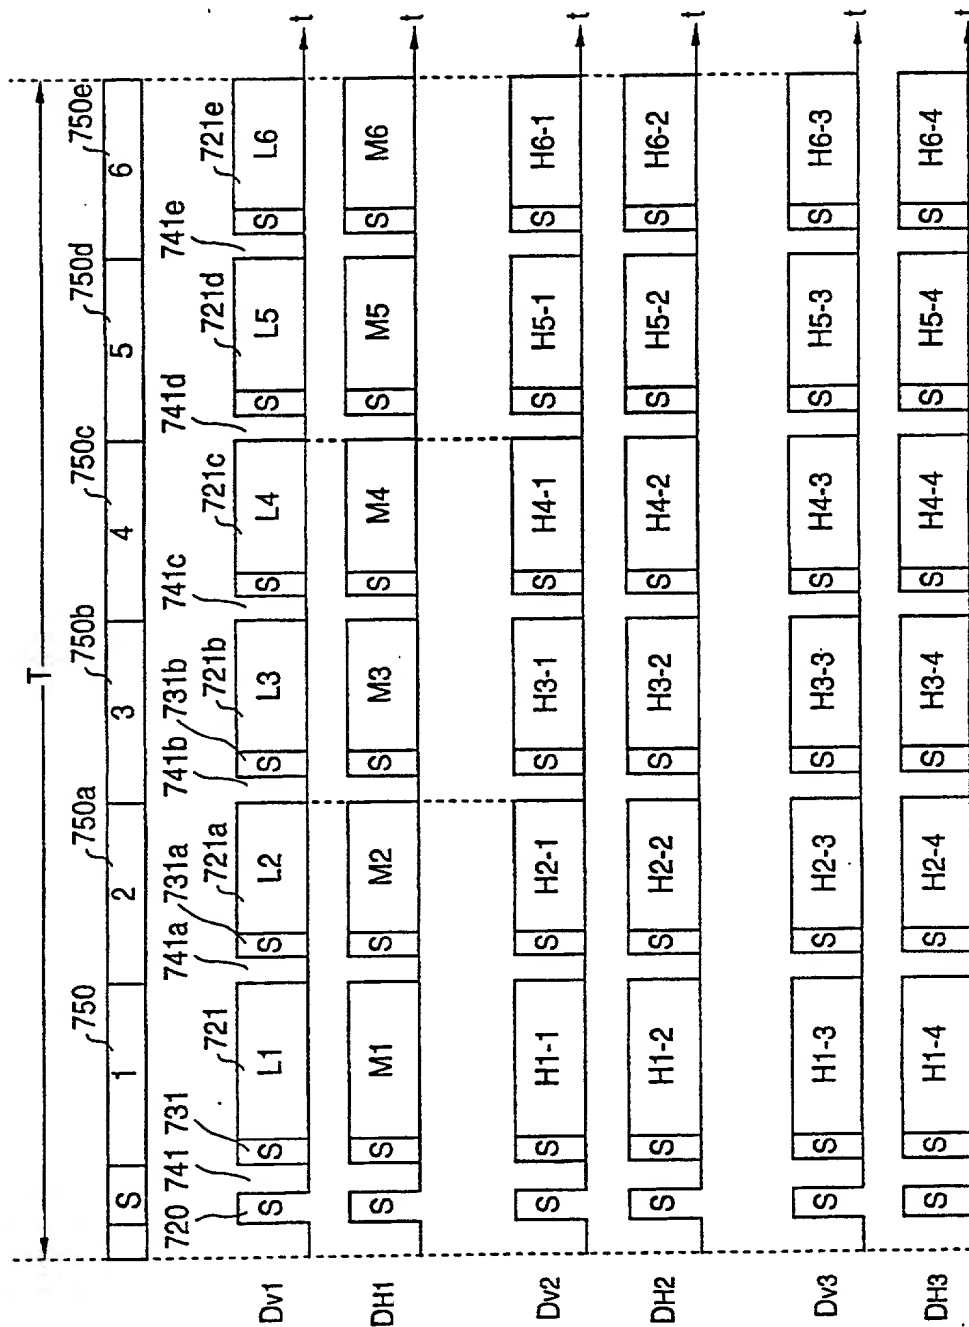 T
750 750a 750b 750c 750d 750e
S 1 2 3 4 5 6
720 741 731 721 741a 731a 721a 741b 731b 721b 741c 721c 741d 721d 741e 721e
Dv1 S S L1 S L2 S L3 S L4 S L5 S L6 t
DH1 S S M1 S M2 S M3 S M4 S M5 S M6 t
Dv2 S S H1-1 S H2-1 S H3-1 S H4-1 S H5-1 S H6-1 t
DH2 S S H1-2 S H2-2 S H3-2 S H4-2 S H5-2 S H6-2 t
Dv3 S S H1-3 S H2-3 S H3-3 S H4-3 S H5-3 S H6-3 t
DH3 S S H1-4 S H2-4 S H3-4 S H4-4 S H5-4 S H6-4 t